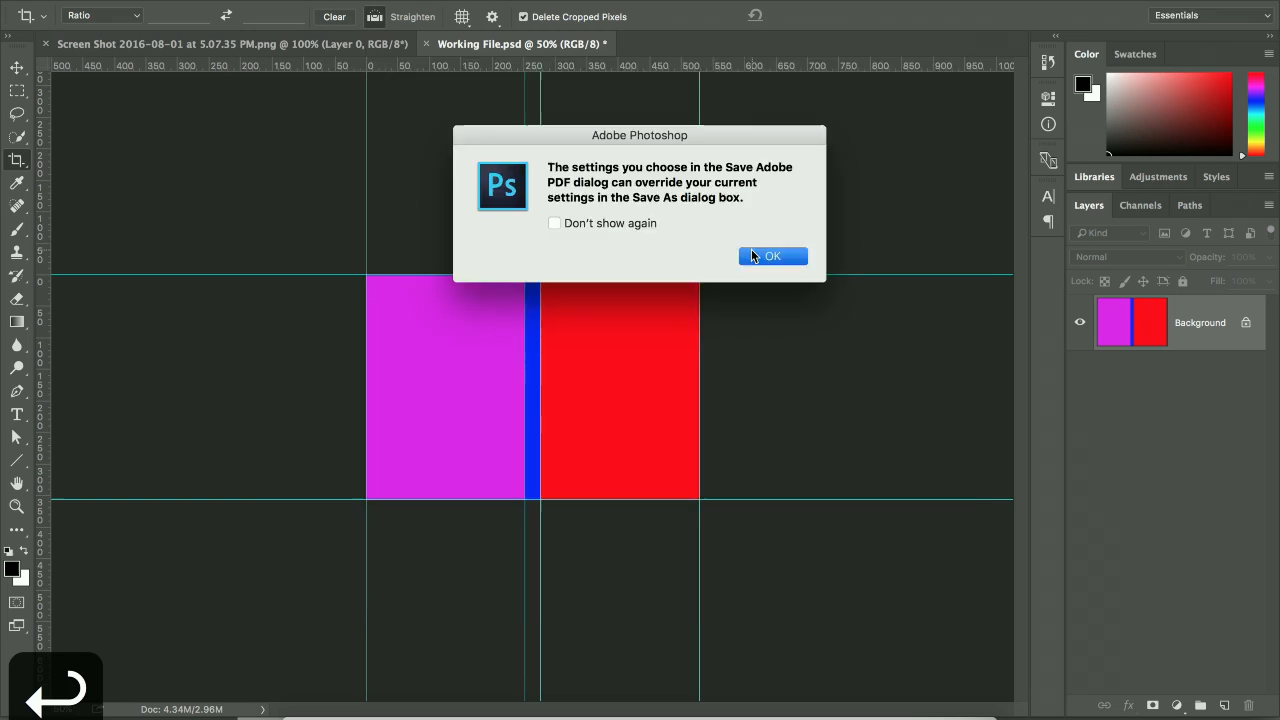 Ratio
Clear
Straighten
Delete Cropped Pixels
Essentials
Screen Shot 2016-08-01 at 5.07.35 PM.png @ 100% (Layer 0, RGB/8*)
Working File.psd @ 50% (RGB/8) *
500 450 400 350 300 250 200 150 100 50 0 50 100 150 200 250 300 350 400 450 500 550 600 650 700 750 800 850 900 950 100
Color
Swatches
Adobe Photoshop
Ps
The settings you choose in the Save Adobe
PDF dialog can override your current
settings in the Save As dialog box.
Don't show again
OK
Libraries
Adjustments
Styles
Layers
Channels
Paths
Kind
Normal
Opacity: 100%
Lock:
Fill: 100%
Background
Doc: 4.34M/2.96M